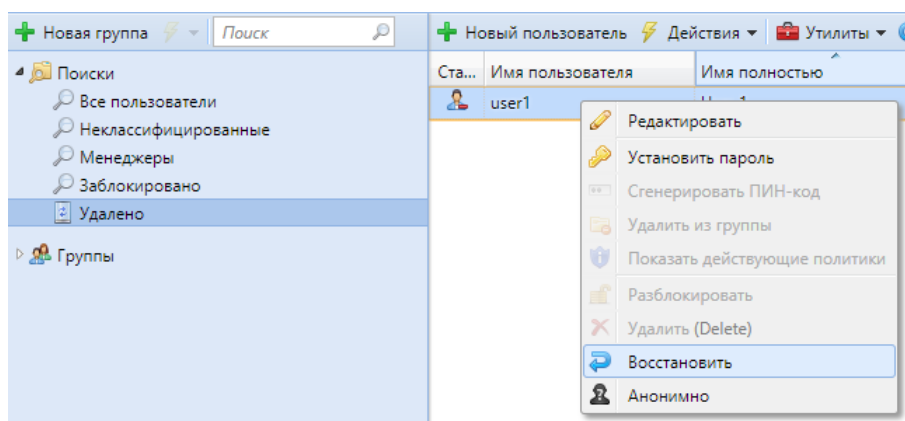 Новая группа Поиск
Новый пользователь Действия Утилиты
Поиски
Все пользователи
Неклассифицированные
Менеджеры
Заблокировано
Удалено
Группы
Ста... Имя пользователя Имя полностью
user1
Редактировать
Установить пароль
Сгенерировать ПИН-код
Удалить из группы
Показать действующие политики
Разблокировать
Удалить (Delete)
Восстановить
Анонимно